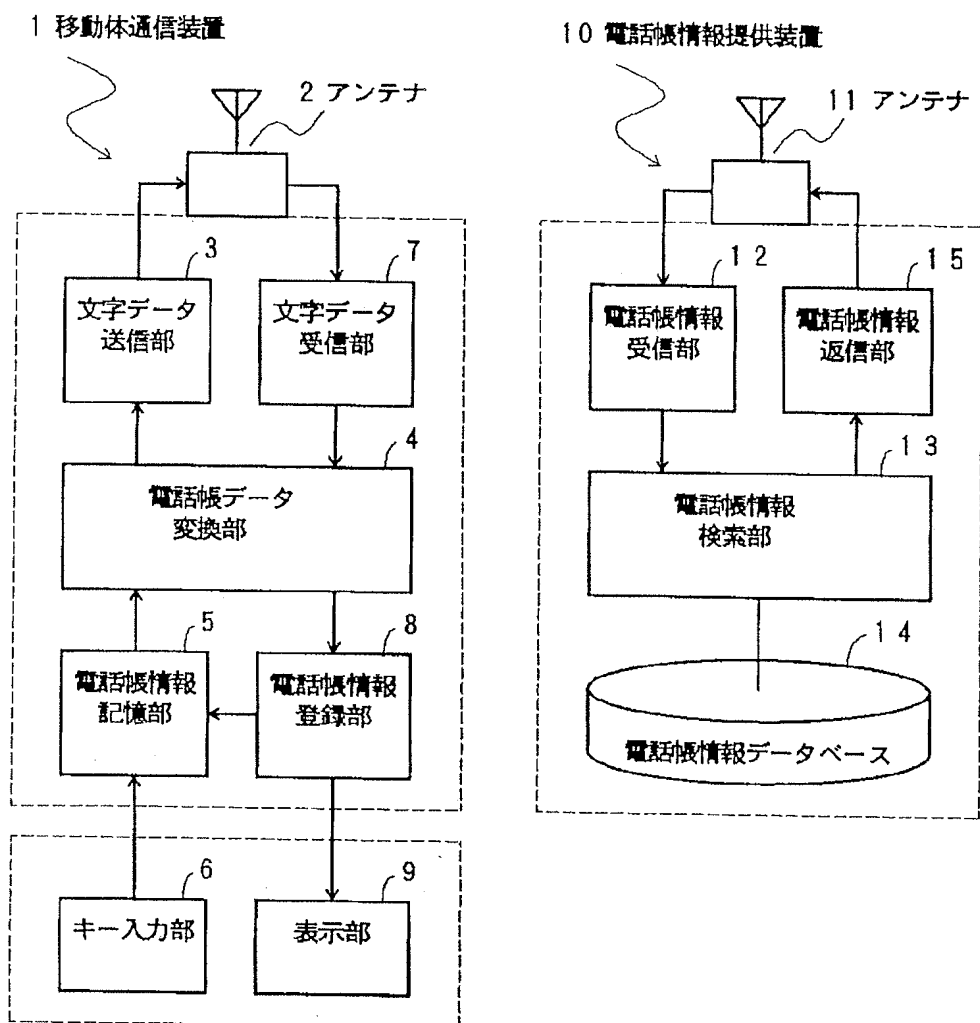 1 移動体通信装置
2 アンテナ
3
文字データ
送信部
7
文字データ
受信部
4
電話帳データ
変換部
5
電話帳情報
記憶部
8
電話帳情報
登録部
6
キー入力部
9
表示部
10 電話帳情報提供装置
11 アンテナ
12
電話帳情報
受信部
15
電話帳情報
返信部
13
電話帳情報
検索部
14
電話帳情報データベース